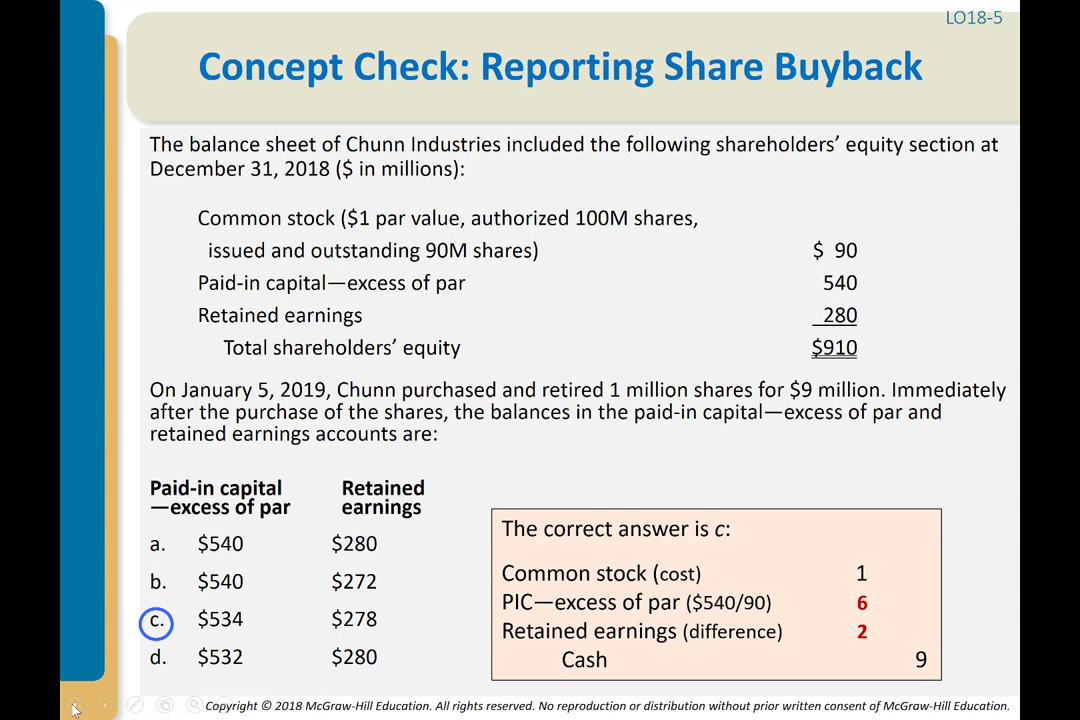 LO18-5
Concept Check: Reporting Share Buyback
The balance sheet of Chunn Industries included the following shareholders’ equity section at
December 31, 2018 ($ in millions):
Common stock ($1 par value, authorized 100M shares,
issued and outstanding 90M shares) $ 90
Paid-in capital—excess of par 540
Retained earnings 280
Total shareholders’ equity $910
On January 5, 2019, Chunn purchased and retired 1 million shares for $9 million. Immediately
after the purchase of the shares, the balances in the paid-in capital—excess of par and
retained earnings accounts are:
Paid-in capital Retained
—excess of par earnings
a. $540 $280
b. $540 $272
c. $534 $278
d. $532 $280
The correct answer is c:
Common stock (cost) 1
PIC—excess of par ($540/90) 6
Retained earnings (difference) 2
Cash 9
Copyright © 2018 McGraw-Hill Education. All rights reserved. No reproduction or distribution without prior written consent of McGraw-Hill Education.